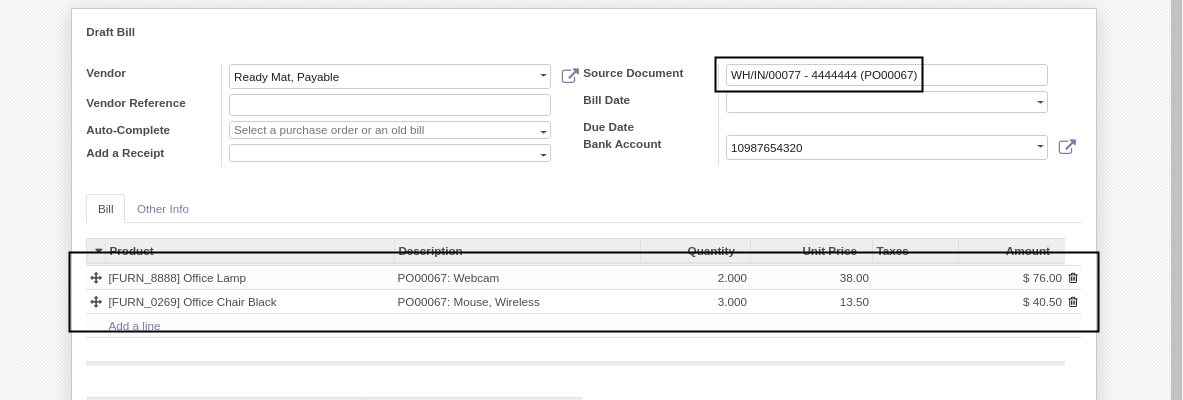 Draft Bill
Vendor Ready Mat, Payable Source Document WH/IN/00077 - 4444444 (PO00067)
Vendor Reference Bill Date
Auto-Complete Select a purchase order or an old bill Due Date
Add a Receipt Bank Account 10987654320
Bill Other Info
Product Description Quantity Unit Price Taxes Amount
[FURN_8888] Office Lamp PO00067: Webcam 2.000 38.00 $ 76.00
[FURN_0269] Office Chair Black PO00067: Mouse, Wireless 3.000 13.50 $ 40.50
Add a line